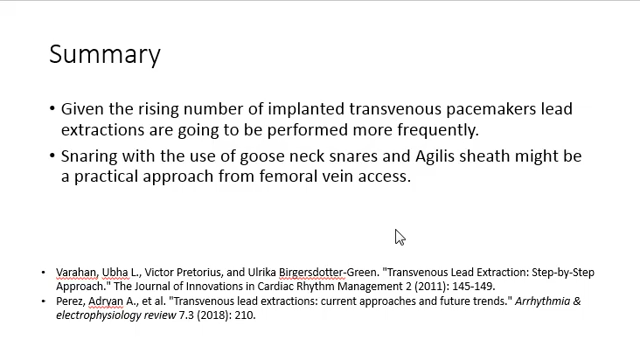 Summary
• Given the rising number of implanted transvenous pacemakers lead
extractions are going to be performed more frequently.
• Snaring with the use of goose neck snares and Agilis sheath might be
a practical approach from femoral vein access.
• Varahan, Ubha L., Victor Pretorius, and Ulrika Birgersdotter-Green. "Transvenous Lead Extraction: Step-by-Step
Approach." The Journal of Innovations in Cardiac Rhythm Management 2 (2011): 145-149.
• Perez, Adryan A., et al. "Transvenous lead extractions: current approaches and future trends." Arrhythmia &
electrophysiology review 7.3 (2018): 210.